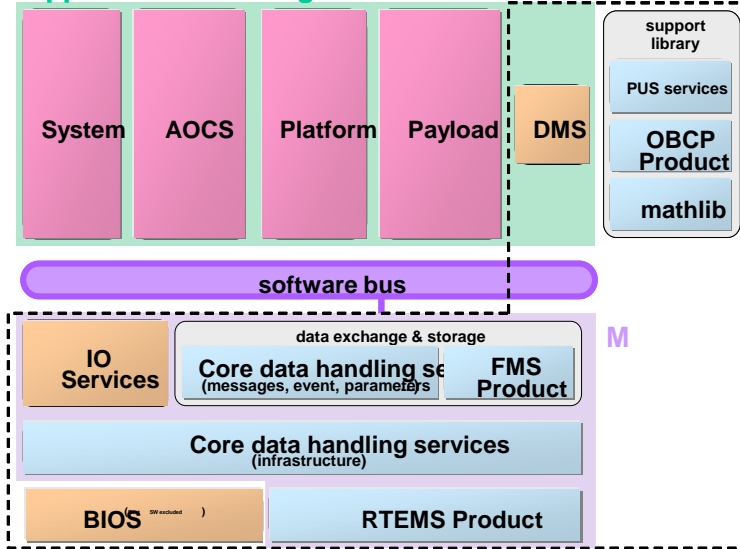 support
library
PUS services
System
AOCS
Platform
Payload
DMS
OBCP
Product
mathlib
software bus
M
data exchange & storage
IO
Services
Core data handling se
(messages, event, parameters
FMS
Product
Core data handling services
(infrastructure)
BIOS
SW excluded )
RTEMS Product